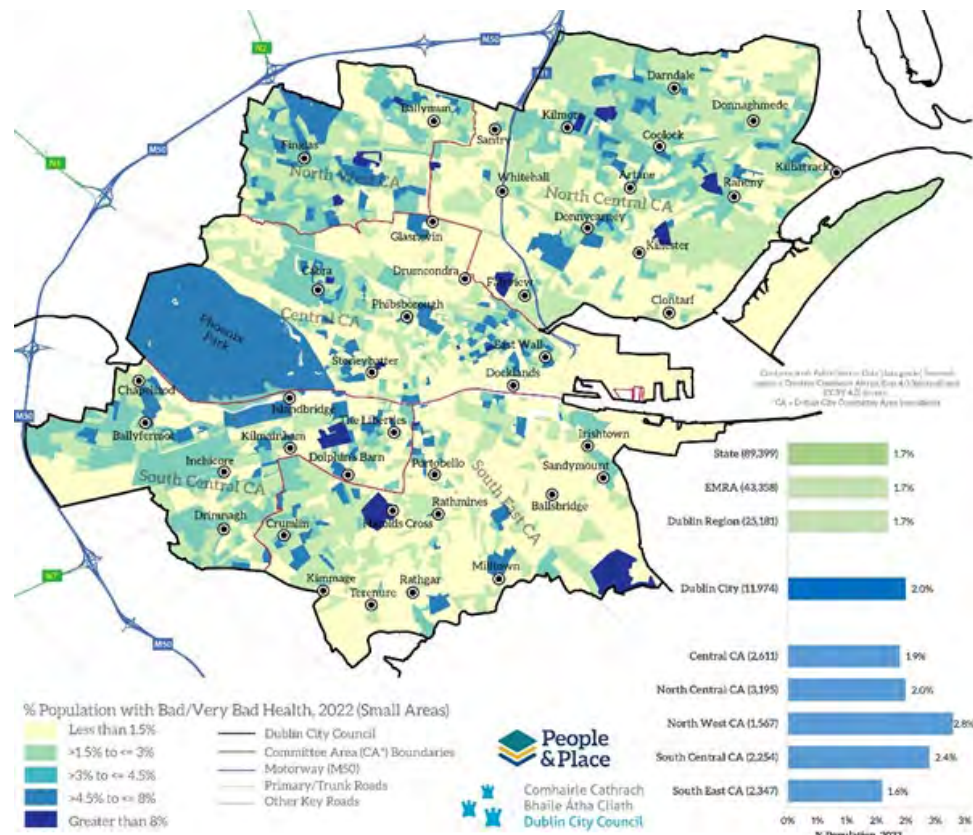 N2
M50
M1
Darndale
Ballymun
Donnaghmede
Kilmore
Santry
Coolock
Finglas
N3
M50
North West CA
Kilbarrack
Whitehall
Artane
Raheny
North Central CA
Donnycarney
Glasnevin
Killester
Cabra
Drumcondra
Fairview
Phibsborough
Clontarf
Central CA
Phoenix
Park
East Wall
Stoneybatter
Docklands
Chapelizod
Islandbridge
M50
The Liberties
Ballyfermot
Kilmainham
Irishtown
Inchicore
Dolphin's Barn
Portobello
Sandymount
South Central CA
South East CA
Rathmines
Ballsbridge
Drimnagh
Harolds Cross
Crumlin
N7
Milltown
Kimmage
Rathgar
Terenure
M50
State (89,399)
1.7%
EMRA (43,358)
1.7%
Dublin Region (25,181)
1.7%
Dublin City (11,974)
2.0%
Central CA (2,611)
1.9%
North Central CA (3,195)
2.0%
North West CA (1,567)
2.8%
South Central CA (2,254)
2.4%
South East CA (2,347)
1.6%
0% 1% 1% 2% 2% 3% 3%
% Population, 2022
% Population with Bad/Very Bad Health, 2022 (Small Areas)
Less than 1.5%
>1.5% to <= 3%
>3% to <= 4.5%
>4.5% to <= 8%
Greater than 8%
Dublin City Council
Committee Area (CA*) Boundaries
Motorway (M50)
Primary/Trunk Roads
Other Key Roads
People
& Place
Comhairle Cathrach
Bhaile Átha Cliath
Dublin City Council